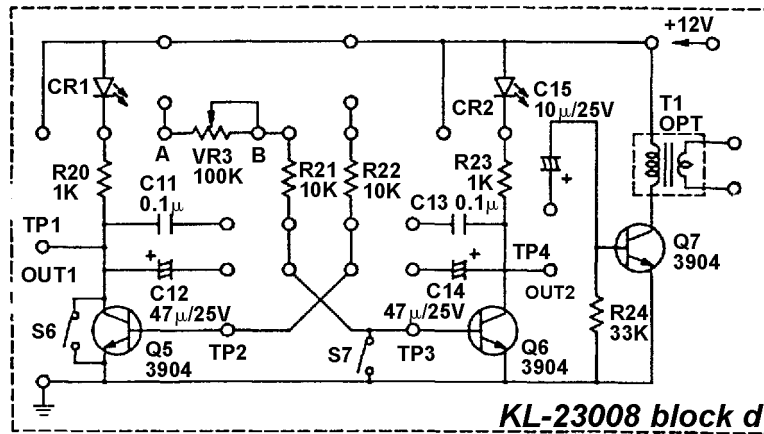 +12V
CR1
CR2
C15
10μ/25V
T1
OPT
A
VR3
100K
B
R20
1K
R21
10K
R22
10K
R23
1K
C11
0.1μ
C13 0.1μ
TP1
OUT1
C12
47μ/25V
C14
47μ/25V
TP4
OUT2
Q7
3904
R24
33K
S6
Q5
3904
TP2
S7
TP3
Q6
3904
+
+
+
KL-23008 block d